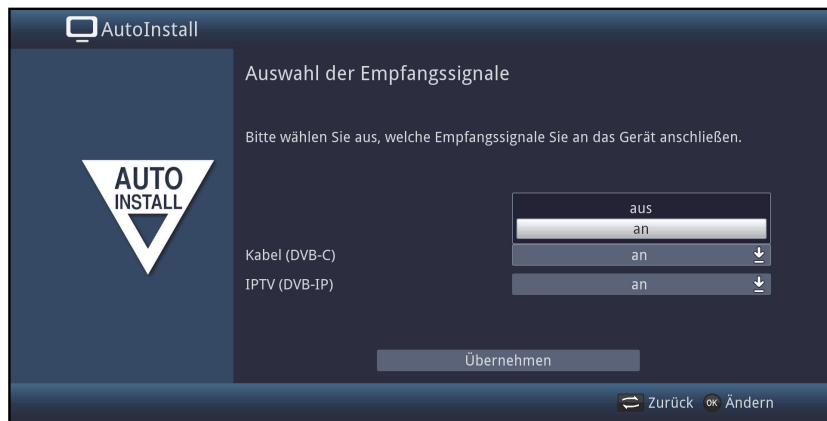 AutoInstall
AUTO
INSTALL
Auswahl der Empfangssignale
Bitte wählen Sie aus, welche Empfangssignale Sie an das Gerät anschließen.
aus
an
Kabel (DVB-C) an
IPTV (DVB-IP) an
Übernehmen
Zurück OK Ändern